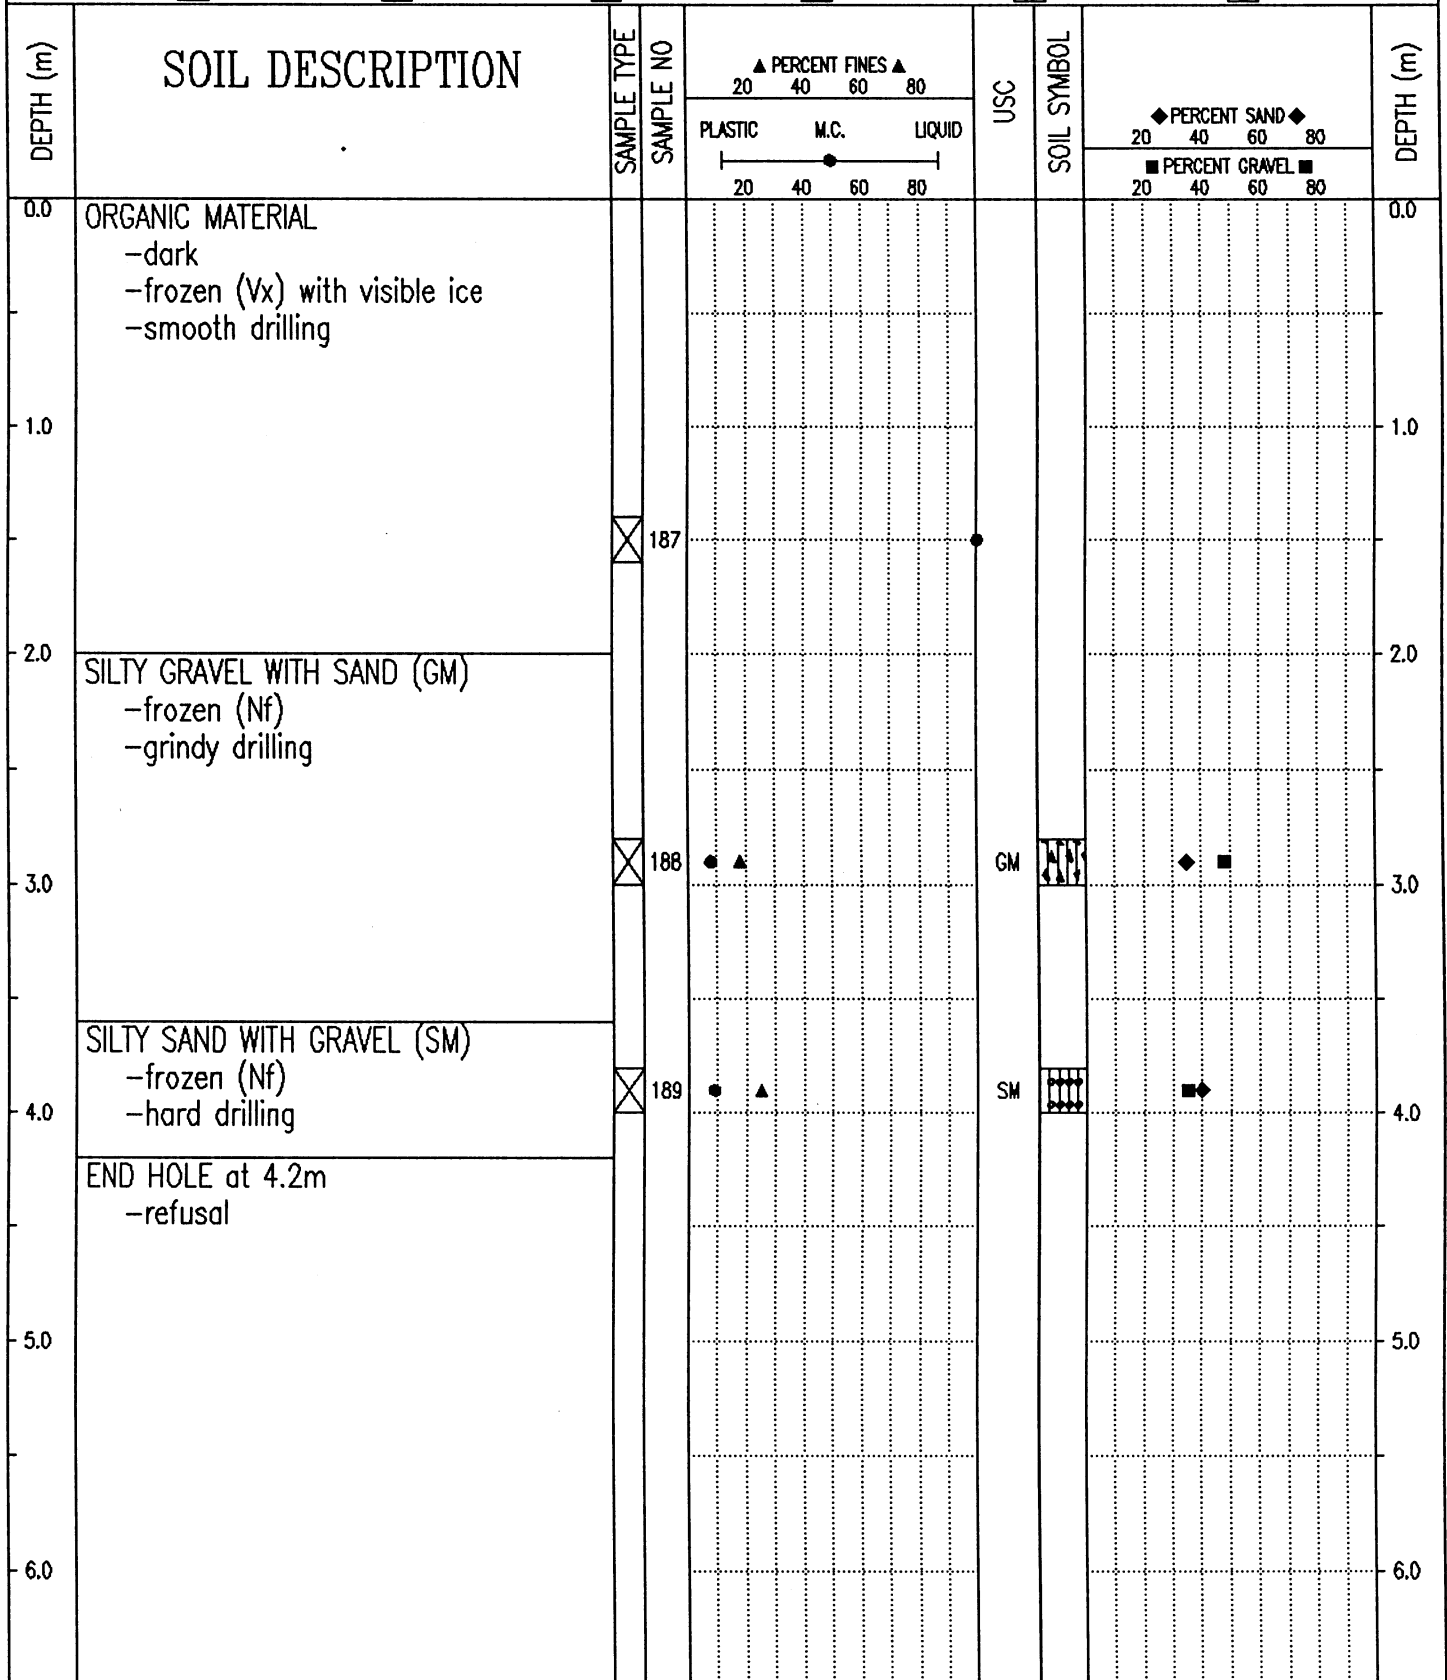 DEPTH (m)
SOIL DESCRIPTION
SAMPLE TYPE
SAMPLE NO
▲ PERCENT FINES ▲
20 40 60 80
PLASTIC M.C. LIQUID
20 40 60 80
USC
SOIL SYMBOL
◆ PERCENT SAND ◆
20 40 60 80
■ PERCENT GRAVEL ■
20 40 60 80
DEPTH (m)
0.0 ORGANIC MATERIAL 0.0
-dark
-frozen (Vx) with visible ice
-smooth drilling
1.0 1.0
187
2.0 2.0
SILTY GRAVEL WITH SAND (GM)
-frozen (Nf)
-grindy drilling
188 GM
3.0 3.0
SILTY SAND WITH GRAVEL (SM)
-frozen (Nf)
189 SM
4.0 -hard drilling 4.0
END HOLE at 4.2m
-refusal
5.0 5.0
6.0 6.0